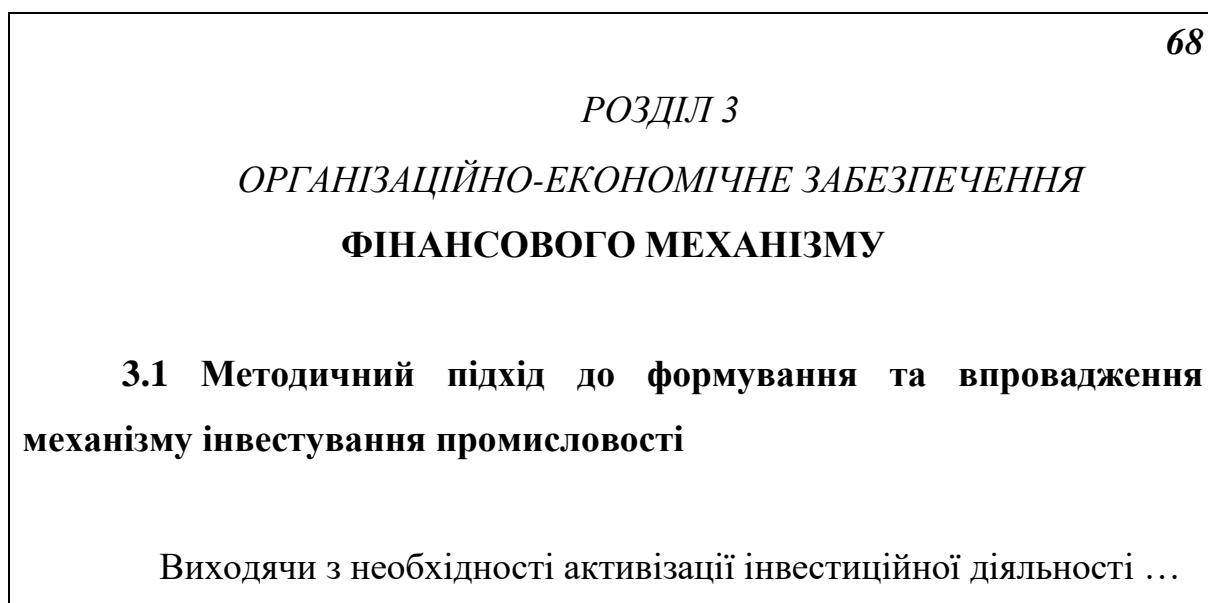 68
РОЗДІЛ 3
ОРГАНІЗАЦІЙНО-ЕКОНОМІЧНЕ ЗАБЕЗПЕЧЕННЯ
ФІНАНСОВОГО МЕХАНІЗМУ
3.1 Методичний підхід до формування та впровадження
механізму інвестування промисловості
Виходячи з необхідності активізації інвестиційної діяльності …